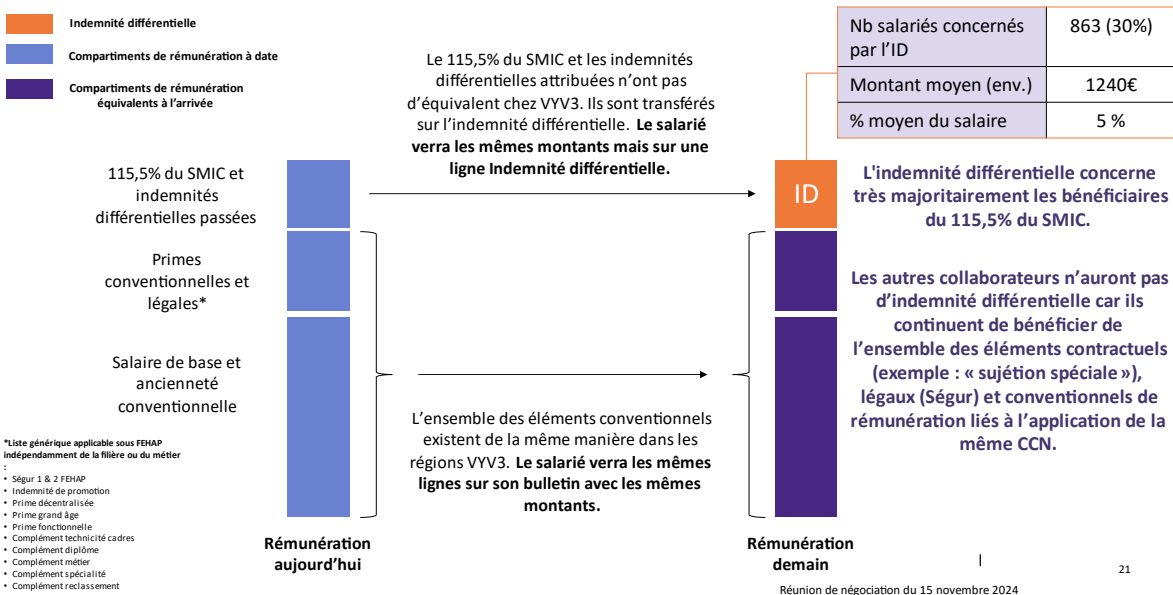 Indemnité différentielle
Compartiments de rémunération à date
Compartiments de rémunération
équivalents à l'arrivée
Le 115,5% du SMIC et les indemnités
différentielles attribuées n'ont pas
d'équivalent chez VYV3. Ils sont transférés
sur l'indemnité différentielle. Le salarié
verra les mêmes montants mais sur une
ligne Indemnité différentielle.
Nb salariés concernés
par l'ID
863 (30%)
Montant moyen (env.)
1240€
% moyen du salaire
5 %
115,5% du SMIC et
indemnités
différentielles passées
ID
L'indemnité différentielle concerne
très majoritairement les bénéficiaires
du 115,5% du SMIC.
Primes
conventionnelles et
légales*
Les autres collaborateurs n'auront pas
d'indemnité différentielle car ils
continuent de bénéficier de
l'ensemble des éléments contractuels
(exemple : « sujétion spéciale »),
légaux (Ségur) et conventionnels de
rémunération liés à l'application de la
même CCN.
Salaire de base et
ancienneté
conventionnelle
L'ensemble des éléments conventionnels
existent de la même manière dans les
régions VYV3. Le salarié verra les mêmes
lignes sur son bulletin avec les mêmes
montants.
*Liste générique applicable sous FEHAP
indépendamment de la filière ou du métier
:
• Ségur 1 & 2 FEHAP
• Indemnité de promotion
• Prime décentralisée
• Prime grand âge
• Prime fonctionnelle
• Complément technicité cadres
• Complément diplôme
• Complément métier
• Complément spécialité
• Complément reclassement
Rémunération
aujourd'hui
Rémunération
demain
Réunion de négociation du 15 novembre 2024
21